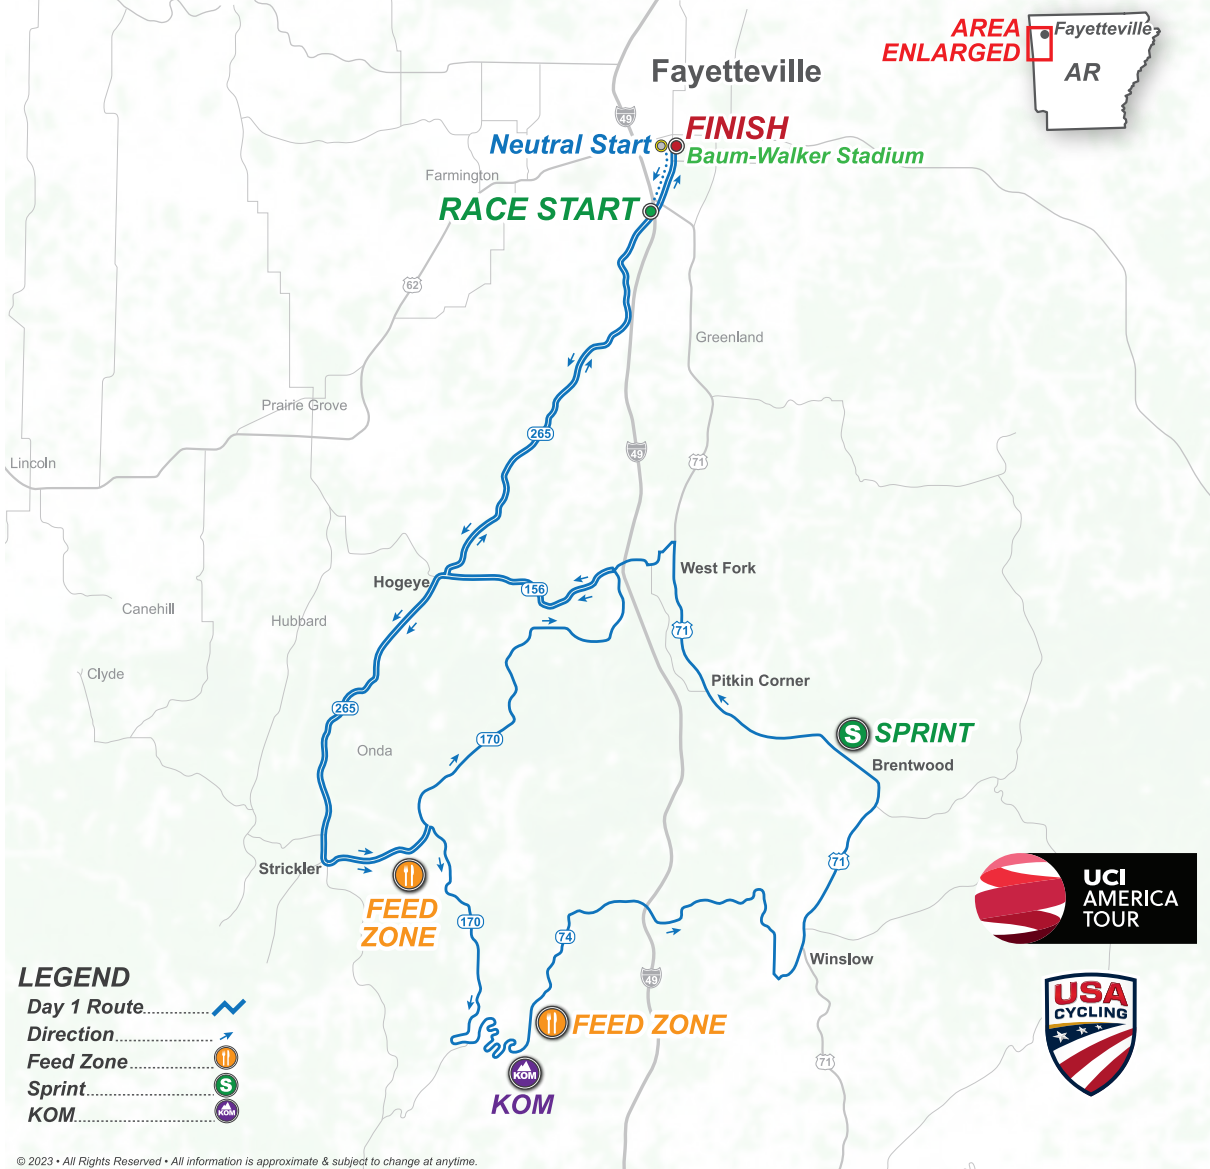 AREA
ENLARGED
Fayetteville
AR
Fayetteville
49
Neutral Start
FINISH
Baum-Walker Stadium
Farmington
RACE START
62
Greenland
Prairie Grove
265
Lincoln
49
71
Hogeye
156
West Fork
Canehill
Hubbard
71
Clyde
Pitkin Corner
265
Onda
170
S
SPRINT
Brentwood
Strickler
71
FEED
ZONE
170
74
Winslow
49
FEED ZONE
KOM
KOM
71
UCI
AMERICA
TOUR
USA
CYCLING
LEGEND
Day 1 Route
Direction
Feed Zone
Sprint
S
KOM
KOM
© 2023 • All Rights Reserved • All information is approximate & subject to change at anytime.